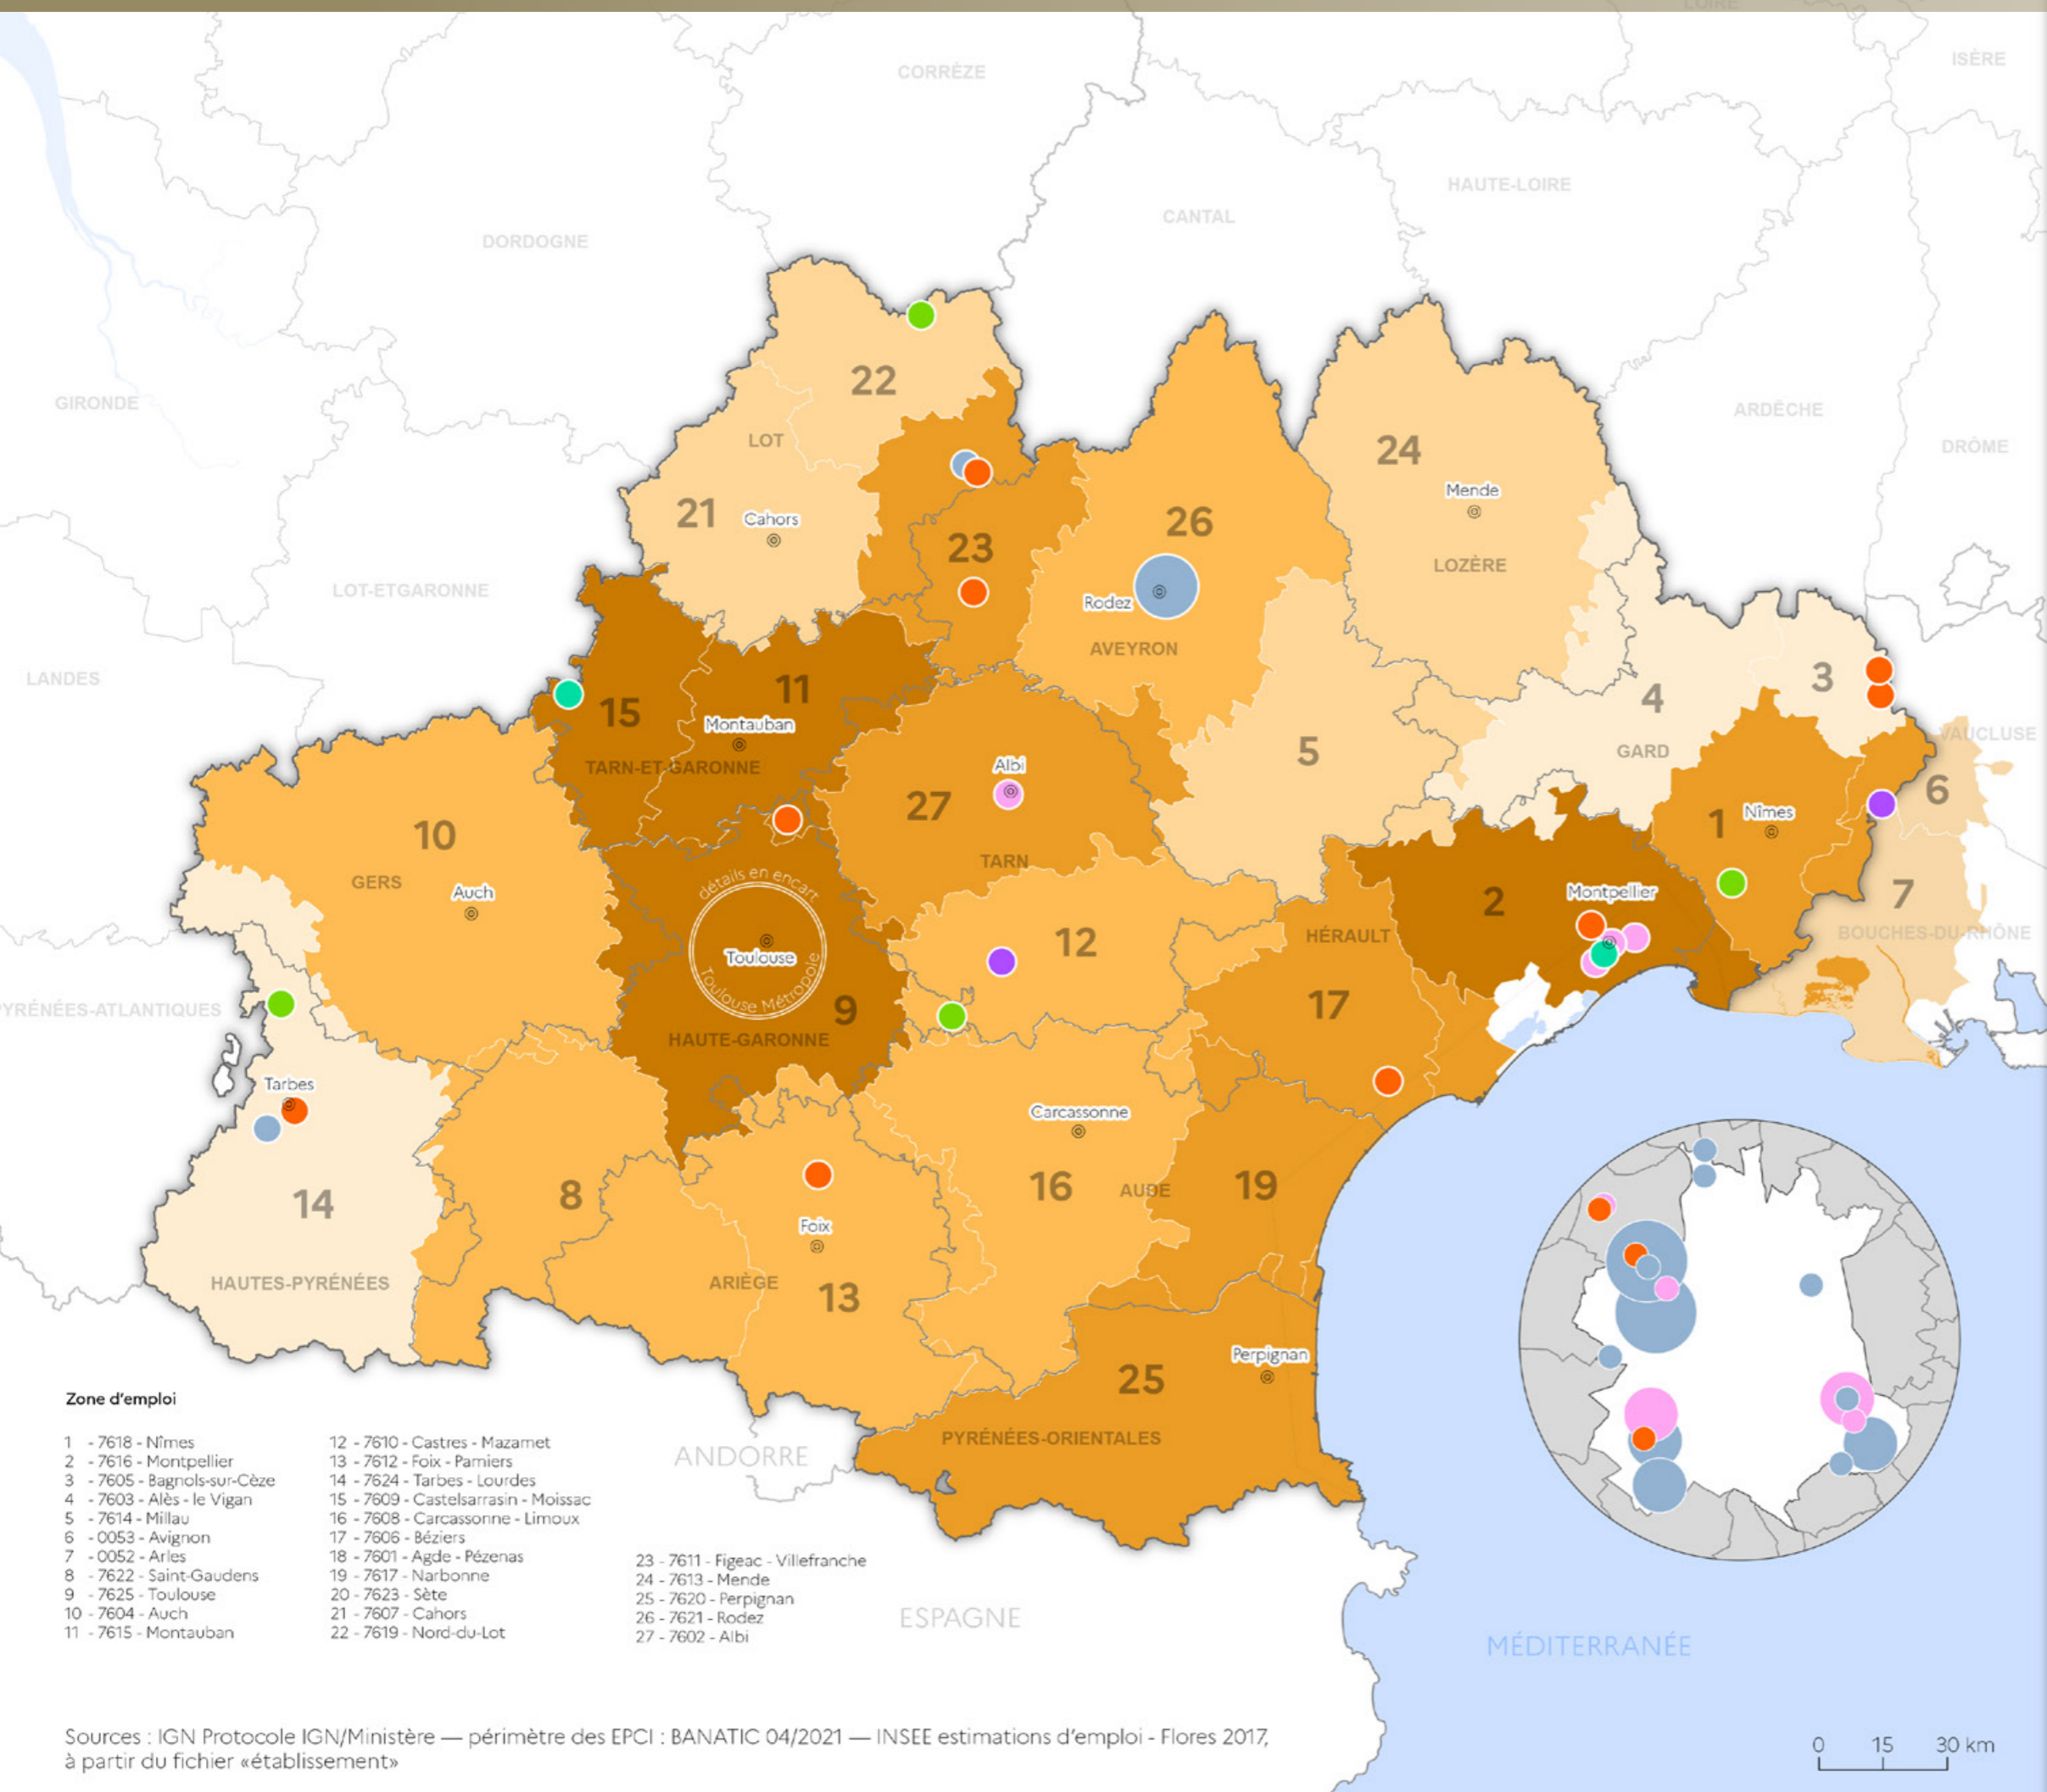 LOIRE
ISÈRE
CORRÈZE
HAUTE-LOIRE
CANTAL
DORDOGNE
22
GIRONDE
ARDÈCHE
LOT
24
DRÔME
Mende
21
Cahors
26
23
LOZÈRE
LOT-ETGARONNE
Rodez
AVEYRON
LANDES
11
3
15
4
Montauban
VAUCLUSE
5
GARD
TARN-ET-GARONNE
Albi
6
27
Nîmes
1
10
TARN
détails en encart
GERS
Auch
Montpellier
2
7
BOUCHES-DU-RHÔNE
HÉRAULT
12
Toulouse
Toulouse Métropole
17
PYRÉNÉES-ATLANTIQUES
9
HAUTE-GARONNE
Tarbes
Carcassonne
14
8
16
AUDE
19
Foix
HAUTES-PYRÉNÉES
ARIÈGE
13
Perpignan
25
PYRÉNÉES-ORIENTALES
ANDORRE
ESPAGNE
MÉDITERRANÉE
Zone d'emploi
1 - 7618 - Nîmes
2 - 7616 - Montpellier
3 - 7605 - Bagnols-sur-Cèze
4 - 7603 - Alès - le Vigan
5 - 7614 - Millau
6 - 0053 - Avignon
7 - 0052 - Arles
8 - 7622 - Saint-Gaudens
9 - 7625 - Toulouse
10 - 7604 - Auch
11 - 7615 - Montauban
12 - 7610 - Castres - Mazamet
13 - 7612 - Foix - Pamiers
14 - 7624 - Tarbes - Lourdes
15 - 7609 - Castelsarrasin - Moissac
16 - 7608 - Carcassonne - Limoux
17 - 7606 - Béziers
18 - 7601 - Agde - Pézenas
19 - 7617 - Narbonne
20 - 7623 - Sète
21 - 7607 - Cahors
22 - 7619 - Nord-du-Lot
23 - 7611 - Figeac - Villefranche
24 - 7613 - Mende
25 - 7620 - Perpignan
26 - 7621 - Rodez
27 - 7602 - Albi
Sources : IGN Protocole IGN/Ministère — périmètre des EPCI : BANATIC 04/2021 — INSEE estimations d'emploi - Flores 2017,
à partir du fichier «établissement»
0 15 30 km